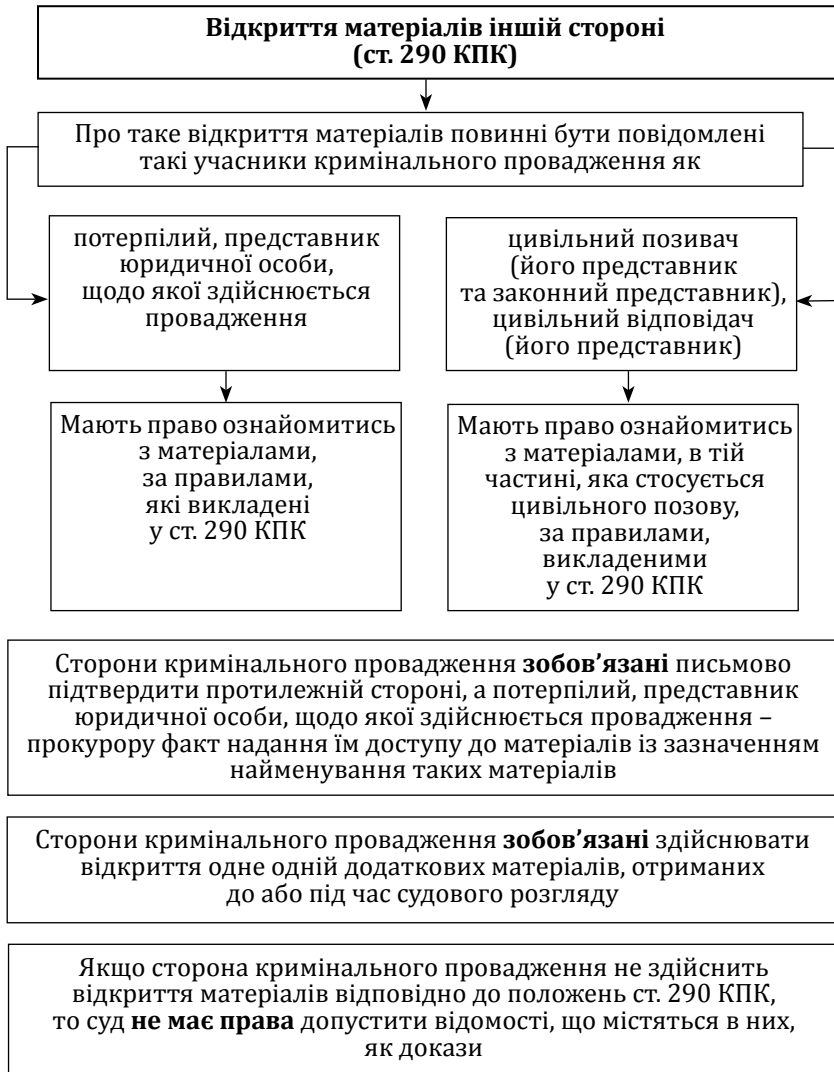 Відкриття матеріалів іншій стороні
(ст. 290 КПК)
Про таке відкриття матеріалів повинні бути повідомлені
такі учасники кримінального провадження як
потерпілий, представник
юридичної особи,
щодо якої здійснюється
провадження
цивільний позивач
(його представник
та законний представник),
цивільний відповідач
(його представник)
Мають право ознайомитись
з матеріалами,
за правилами,
які викладені
у ст. 290 КПК
Мають право ознайомитись
з матеріалами, в тій
частині, яка стосується
цивільного позову,
за правилами,
викладеними
у ст. 290 КПК
Сторони кримінального провадження зобов'язані письмово
підтвердити протилежній стороні, а потерпілий, представник
юридичної особи, щодо якої здійснюється провадження –
прокурору факт надання їм доступу до матеріалів із зазначенням
найменування таких матеріалів
Сторони кримінального провадження зобов'язані здійснювати
відкриття одне одній додаткових матеріалів, отриманих
до або під час судового розгляду
Якщо сторона кримінального провадження не здійснить
відкриття матеріалів відповідно до положень ст. 290 КПК,
то суд не має права допустити відомості, що містяться в них,
як докази